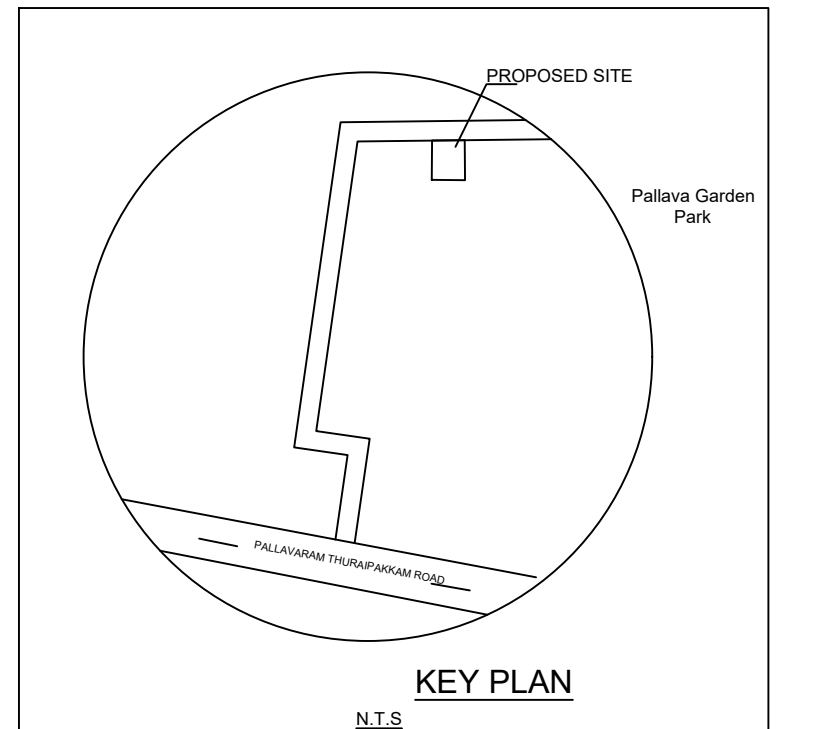 PROPOSED SITE
Pallava Garden
Park
PALLAVARAM THURAIPAKKAM ROAD
KEY PLAN
N.T.S